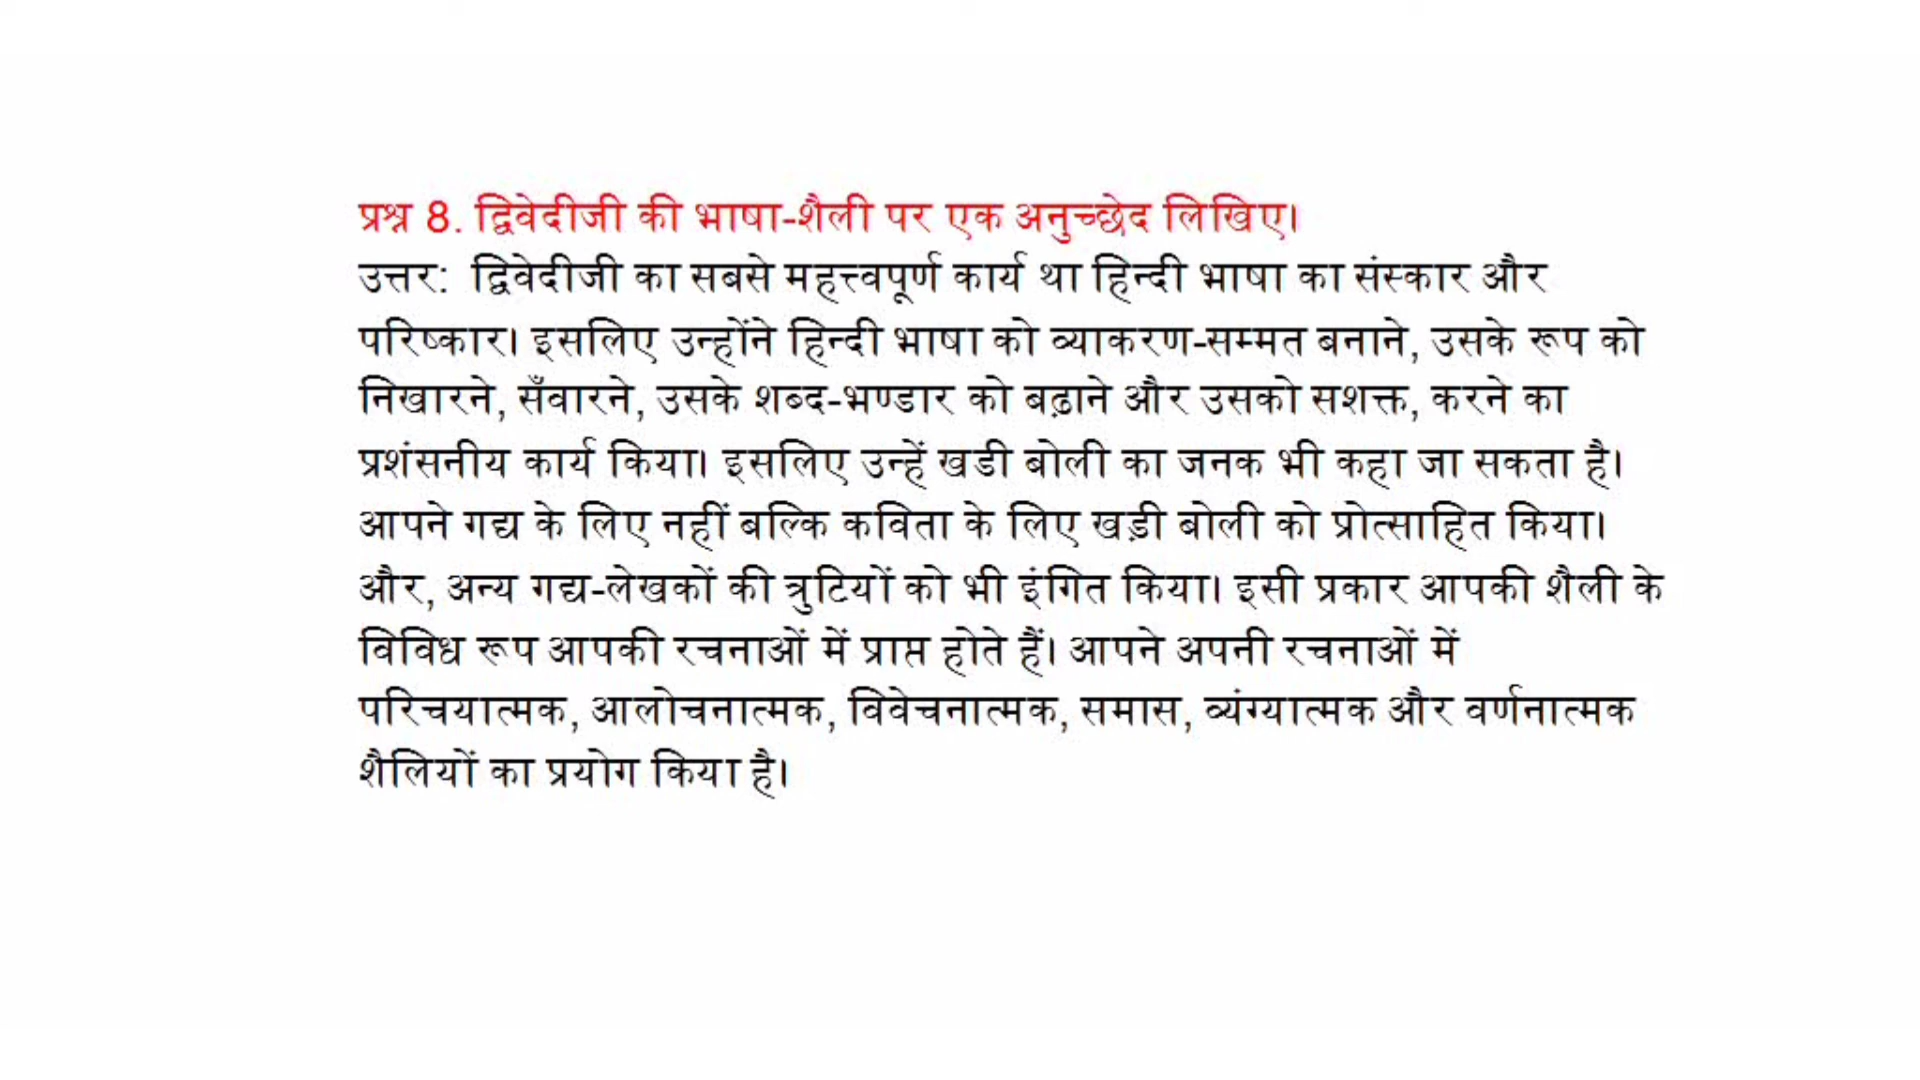 प्रश्न 8. द्विवेदीजी की भाषा-शैली पर एक अनुच्छेद लिखिए।
उत्तर: द्विवेदीजी का सबसे महत्त्वपूर्ण कार्य था हिन्दी भाषा का संस्कार और
परिष्कार। इसलिए उन्होंने हिन्दी भाषा को व्याकरण-सम्मत बनाने, उसके रूप को
निखारने, सँवारने, उसके शब्द-भण्डार को बढ़ाने और उसको सशक्त, करने का
प्रशंसनीय कार्य किया। इसलिए उन्हें खडी बोली का जनक भी कहा जा सकता है।
आपने गद्य के लिए नहीं बल्कि कविता के लिए खड़ी बोली को प्रोत्साहित किया।
और, अन्य गद्य-लेखकों की त्रुटियों को भी इंगित किया। इसी प्रकार आपकी शैली के
विविध रूप आपकी रचनाओं में प्राप्त होते हैं। आपने अपनी रचनाओं में
परिचयात्मक, आलोचनात्मक, विवेचनात्मक, समास, व्यंग्यात्मक और वर्णनात्मक
शैलियों का प्रयोग किया है।